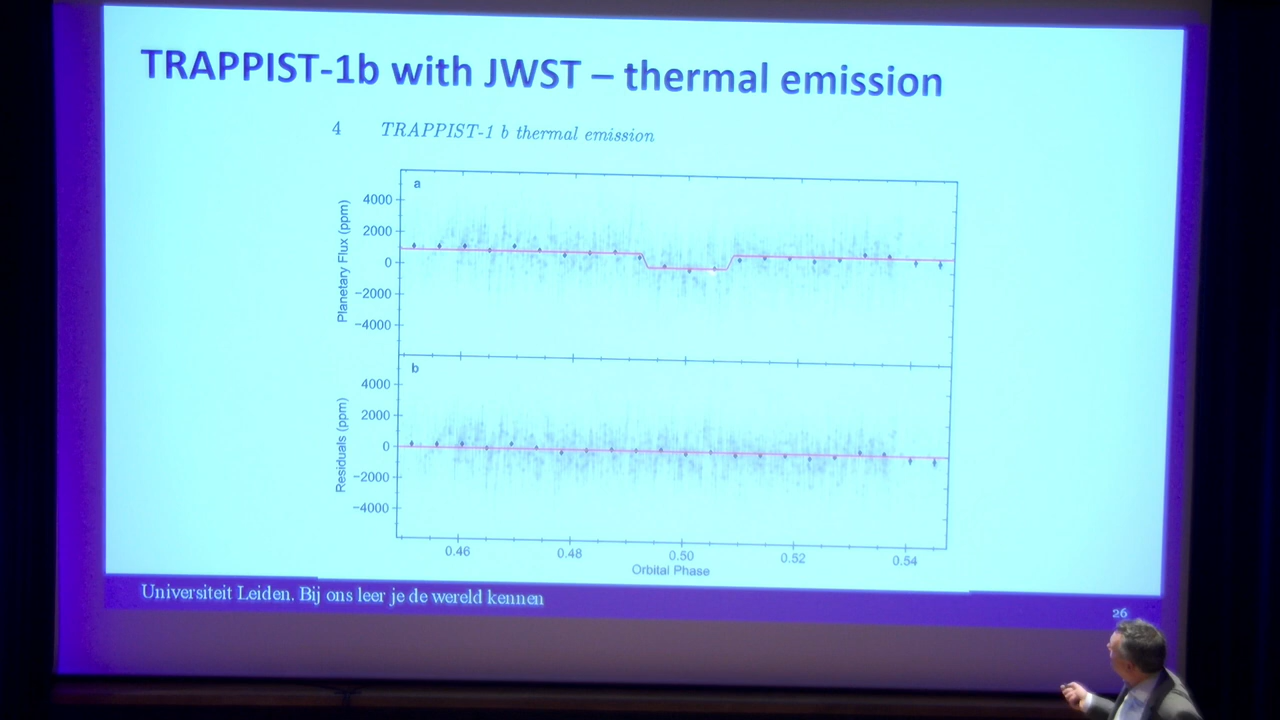 TRAPPIST-1b with JWST – thermal emission
4 TRAPPIST-1 b thermal emission
a
4000
2000
0
−2000
−4000
Planetary Flux (ppm)
b
4000
2000
0
−2000
−4000
Residuals (ppm)
0.46 0.48 0.50 0.52 0.54
Orbital Phase
Universiteit Leiden. Bij ons leer je de wereld kennen
26